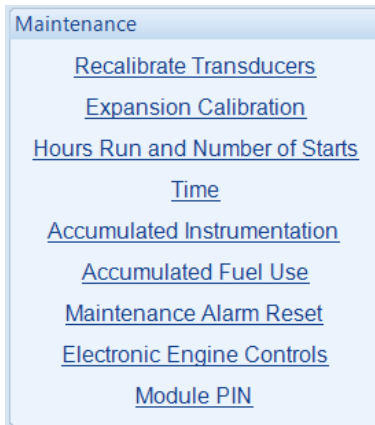 Maintenance
Recalibrate Transducers
Expansion Calibration
Hours Run and Number of Starts
Time
Accumulated Instrumentation
Accumulated Fuel Use
Maintenance Alarm Reset
Electronic Engine Controls
Module PIN